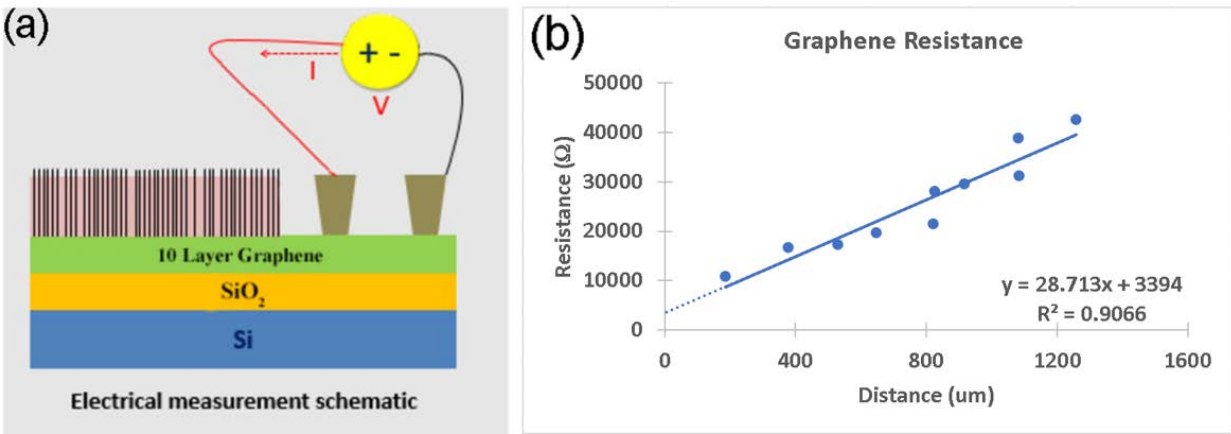 (a)
+ -
I
V
10 Layer Graphene
SiO₂
Si
Electrical measurement schematic
(b)
Graphene Resistance
50000
40000
30000
20000
10000
0
Resistance (Ω)
y = 28.713x + 3394
R² = 0.9066
0 400 800 1200 1600
Distance (um)